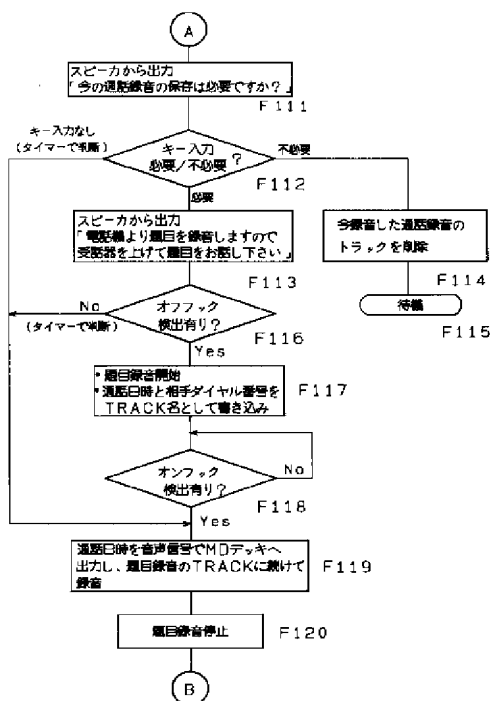 A
スピーカから出力
「今の通話録音の保存は必要ですか？」
F111
キー入力なし
(タイマーで判断)
キー入力
必要/不必要？
不必要
F112
必要
スピーカから出力
「電話機より題目を録音しますので
受話器を上げて題目をお話し下さい」
F113
今録音した通話録音の
トラックを削除
F114
待機
F115
No
(タイマーで判断)
オフフック
検出有り？
F116
Yes
*題目録音開始
*通話日時と相手ダイヤル番号を
TRACK名として書き込み
F117
オンフック
検出有り？
No
F118
Yes
通話日時を音声信号でMDデッキへ
出力し、題目録音のTRACKに続けて
録音
F119
題目録音停止
F120
B